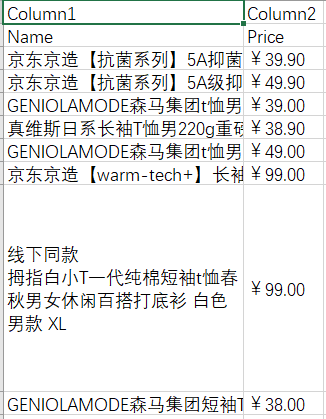 Column1 Column2
Name Price
京东京造【抗菌系列】5A抑菌 ￥39.90
京东京造【抗菌系列】5A级抑 ￥49.90
GENIOLAMODE森马集团t恤男 ￥39.00
真维斯日系长袖T恤男220g重磅 ￥38.90
GENIOLAMODE森马集团t恤男 ￥49.00
京东京造【warm-tech+】长袖 ￥99.00
线下同款
拇指白小T一代纯棉短袖t恤春
秋男女休闲百搭打底衫 白色
男款 XL
￥99.00
GENIOLAMODE森马集团短袖T ￥38.00